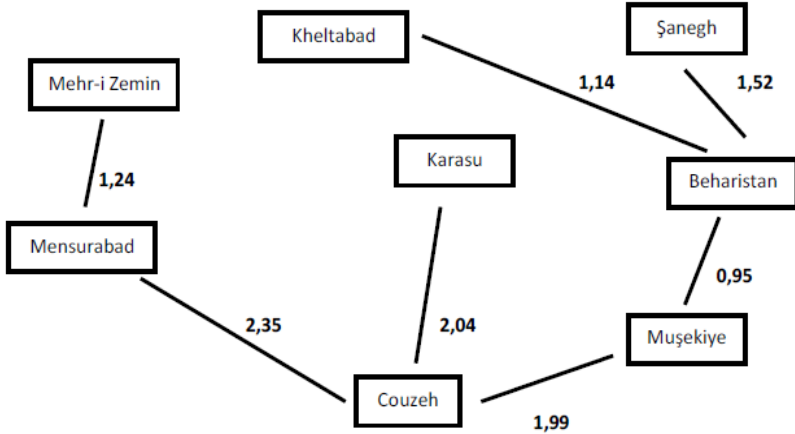 Şanegh
Kheltabad
Mehr-i Zemin
1,14
1,52
Karasu
1,24
Beharistan
Mensurabad
0,95
2,35
2,04
Muşekiye
Couzeh
1,99